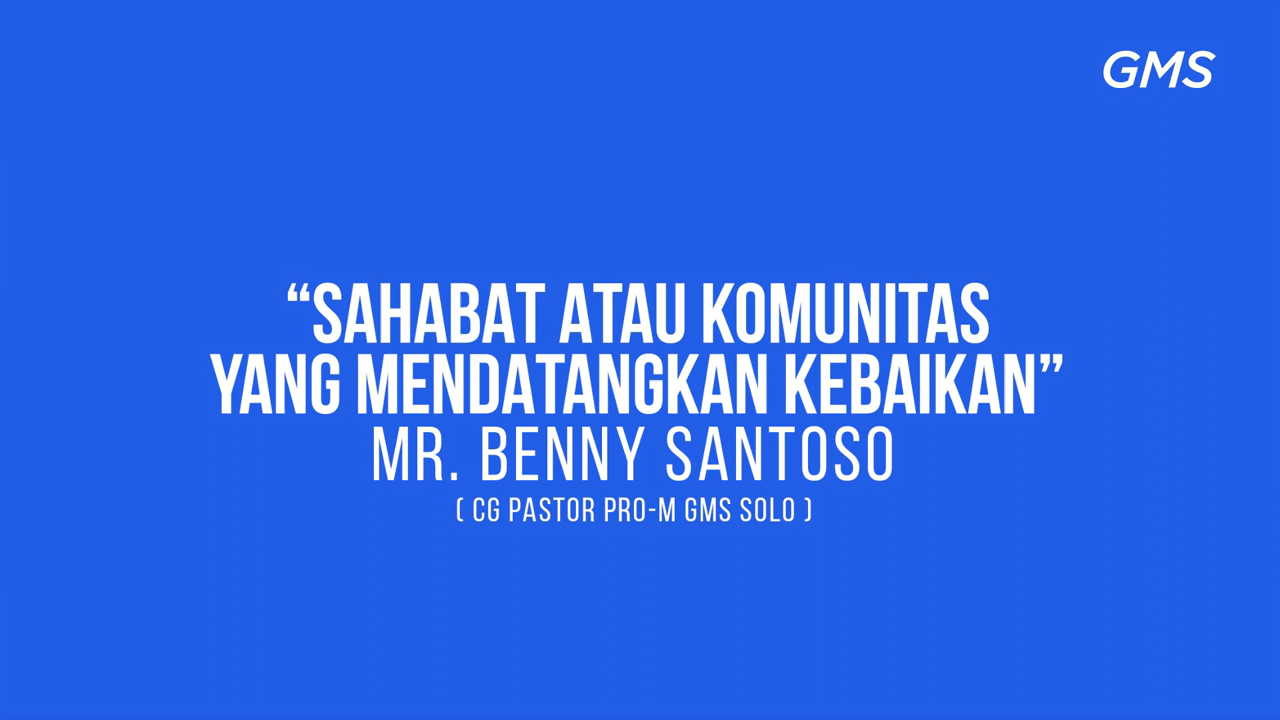 GMS
“SAHABAT ATAU KOMUNITAS
YANG MENDATANGKAN KEBAIKAN”
MR. BENNY SANTOSO
( CG PASTOR PRO-M GMS SOLO )